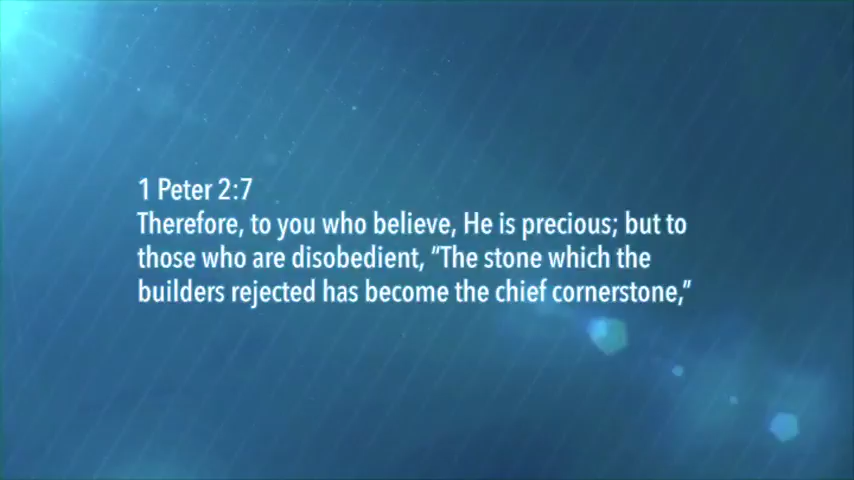 1 Peter 2:7
Therefore, to you who believe, He is precious; but to
those who are disobedient, “The stone which the
builders rejected has become the chief cornerstone,”